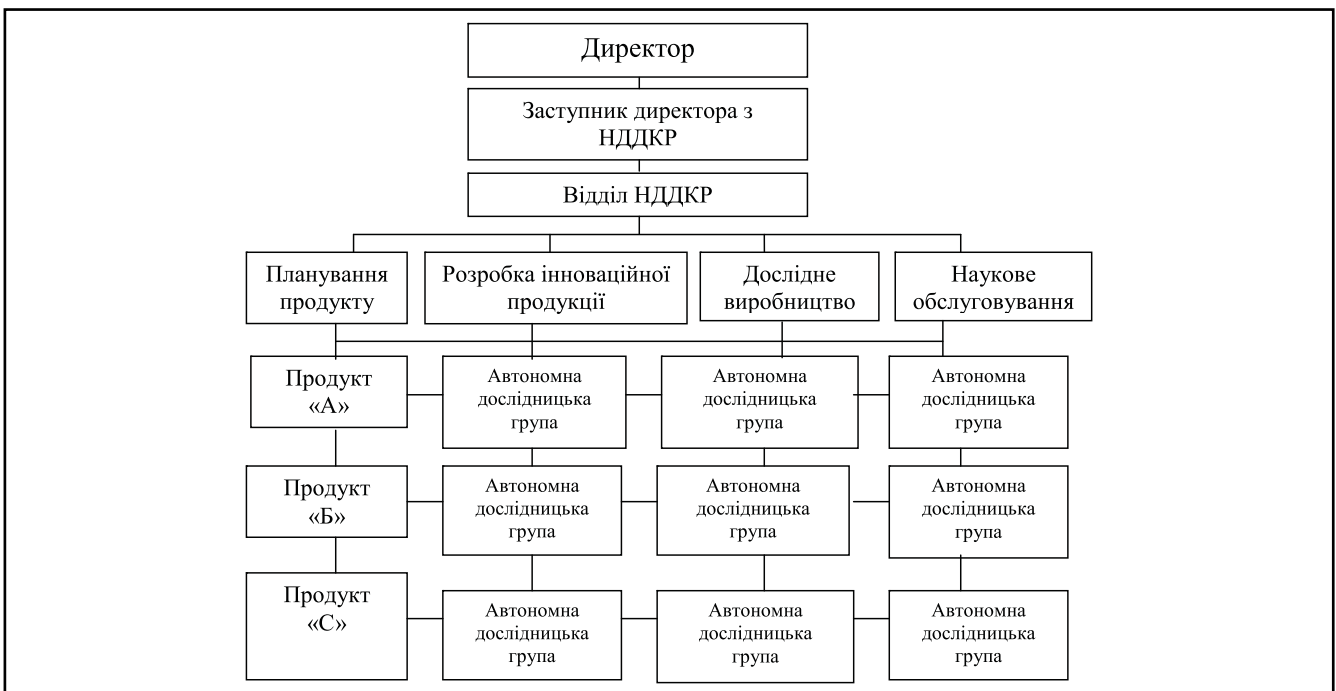 Директор
Заступник директора з
НДДКР
Відділ НДДКР
Планування
продукту
Розробка інноваційної
продукції
Дослідне
виробництво
Наукове
обслуговування
Продукт
«А»
Автономна
дослідницька
група
Автономна
дослідницька
група
Автономна
дослідницька
група
Продукт
«Б»
Автономна
дослідницька
група
Автономна
дослідницька
група
Автономна
дослідницька
група
Продукт
«С»
Автономна
дослідницька
група
Автономна
дослідницька
група
Автономна
дослідницька
група